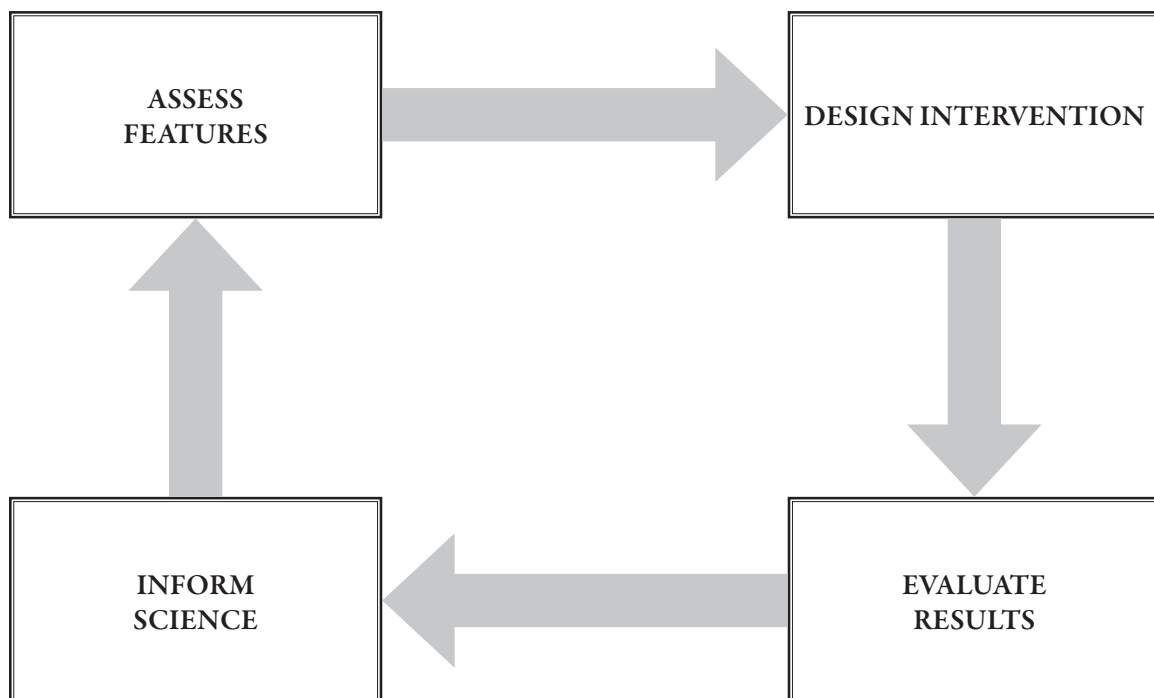 ASSESS
FEATURES
DESIGN INTERVENTION
INFORM
SCIENCE
EVALUATE
RESULTS